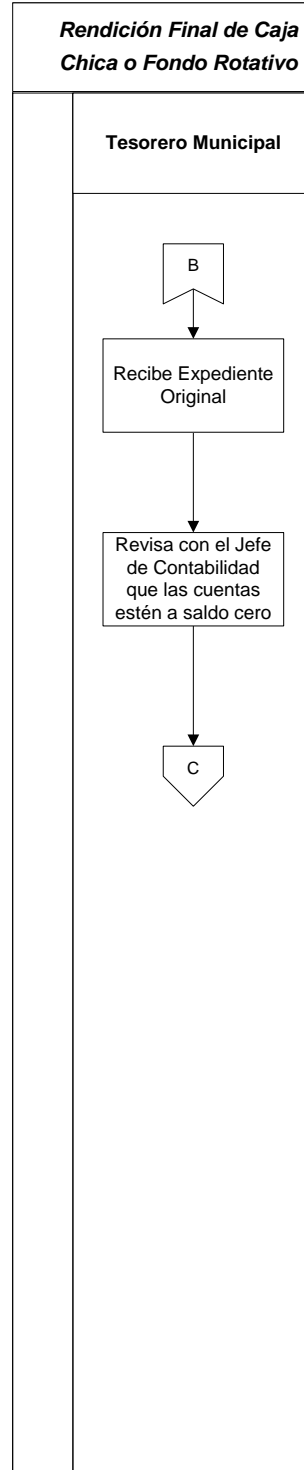 Rendición Final de Caja
Chica o Fondo Rotativo
Tesorero Municipal
B
Recibe Expediente
Original
Revisa con el Jefe
de Contabilidad
que las cuentas
estén a saldo cero
C